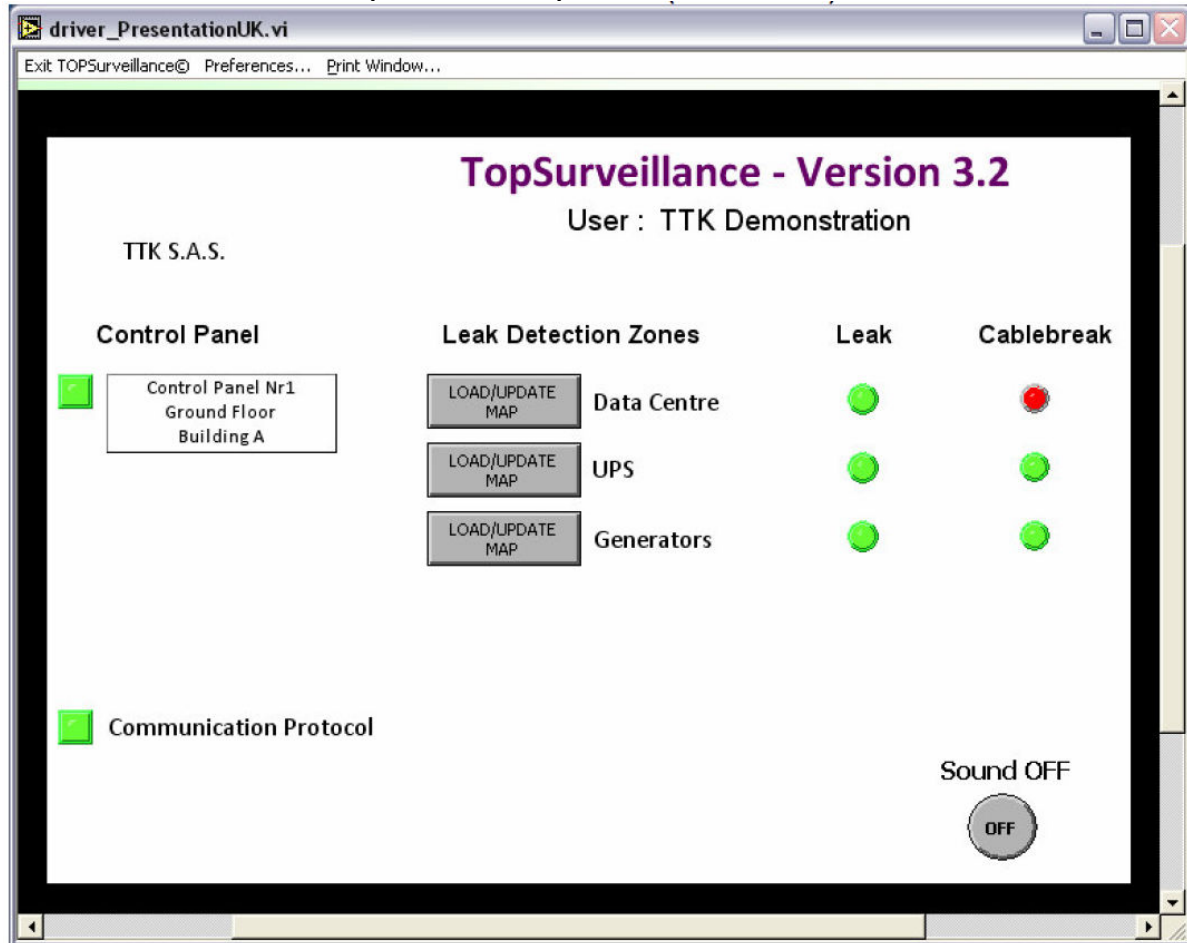 driver_PresentationUK.vi
Exit TOPSurveillance© Preferences... Print Window...
TopSurveillance - Version 3.2
User : TTK Demonstration
TTK S.A.S.
Control Panel Leak Detection Zones Leak Cablebreak
Control Panel Nr1
Ground Floor
Building A
LOAD/UPDATE
MAP
Data Centre
LOAD/UPDATE
MAP
UPS
LOAD/UPDATE
MAP
Generators
Communication Protocol
Sound OFF
OFF